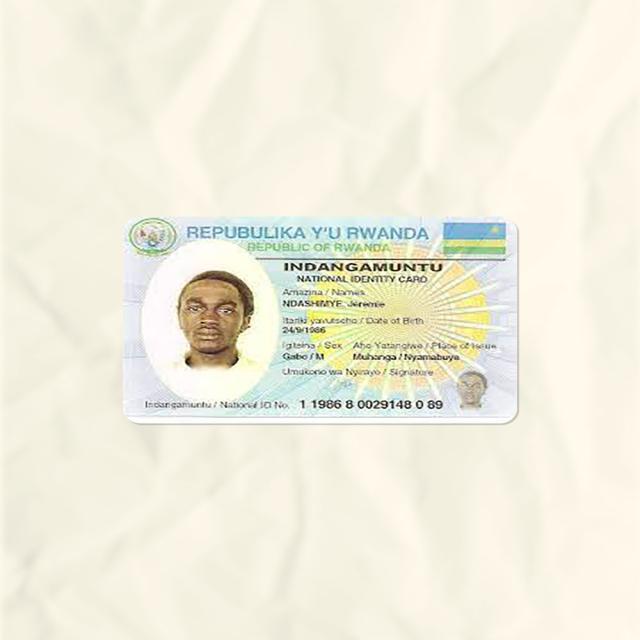 REPUBULIKA Y'U RWANDA
REPUBLIC OF RWANDA
INDANGAMUNTU
NATIONAL IDENTITY CARD
Amazina / Names
NDASHIMYE Jeremie
Itariki yavutseho / Date of Birth
24/9/1986
Igitsina / Sex Aho Yatangiwe / Place of Issue
Gabo / M Muhanga / Nyamabuye
Umukono wa Nyirayo / Signature
Indangamuntu / National ID No. 1 1986 8 0029148 0 89